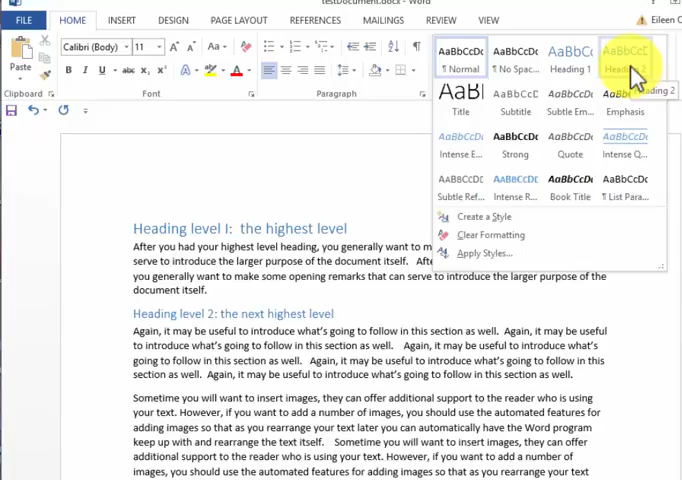 testDocument.docx - Word
FILE HOME INSERT DESIGN PAGE LAYOUT REFERENCES MAILINGS REVIEW VIEW Eileen
Calibri (Body) 11 A A Aa
Paste B I U abc X₂ X² A A
Clipboard Font Paragraph
AaBbCcDc AaBbCcDc AaBbCc AaBbCcD
¶ Normal ¶ No Spac... Heading 1
Heading 2
AaB AaBbCcD AaBbCcDc
Title Subtitle Subtle Em... Emphasis
AaBbCcDc AaBbCcDc AaBbCcDc AaBbCcDc
Intense E... Strong Quote Intense Q...
AaBbCcDc AaBbCcDc AaBbCcDc AaBbCcDc
Subtle Ref... Intense R... Book Title ¶ List Para...
Create a Style
Clear Formatting
Apply Styles...
Heading level I:  the highest level
After you had your highest level heading, you generally want to m
serve to introduce the larger purpose of the document itself.
you generally want to make some opening remarks that can serve to introduce the larger purpose of the
document itself.
Heading level 2: the next highest level
Again, it may be useful to introduce what's going to follow in this section as well.  Again, it may be useful
to introduce what's going to follow in this section as well.   Again, it may be useful to introduce what's
going to follow in this section as well.   Again, it may be useful to introduce what's going to follow in this
section as well.  Again, it may be useful to introduce what's going to follow in this section as well.
Sometime you will want to insert images, they can offer additional support to the reader who is using
your text. However, if you want to add a number of images, you should use the automated features for
adding images so that as you rearrange your text later you can automatically have the Word program
keep up with and rearrange the text itself.   Sometime you will want to insert images, they can offer
additional support to the reader who is using your text. However, if you want to add a number of
images, you should use the automated features for adding images so that as you rearrange your text